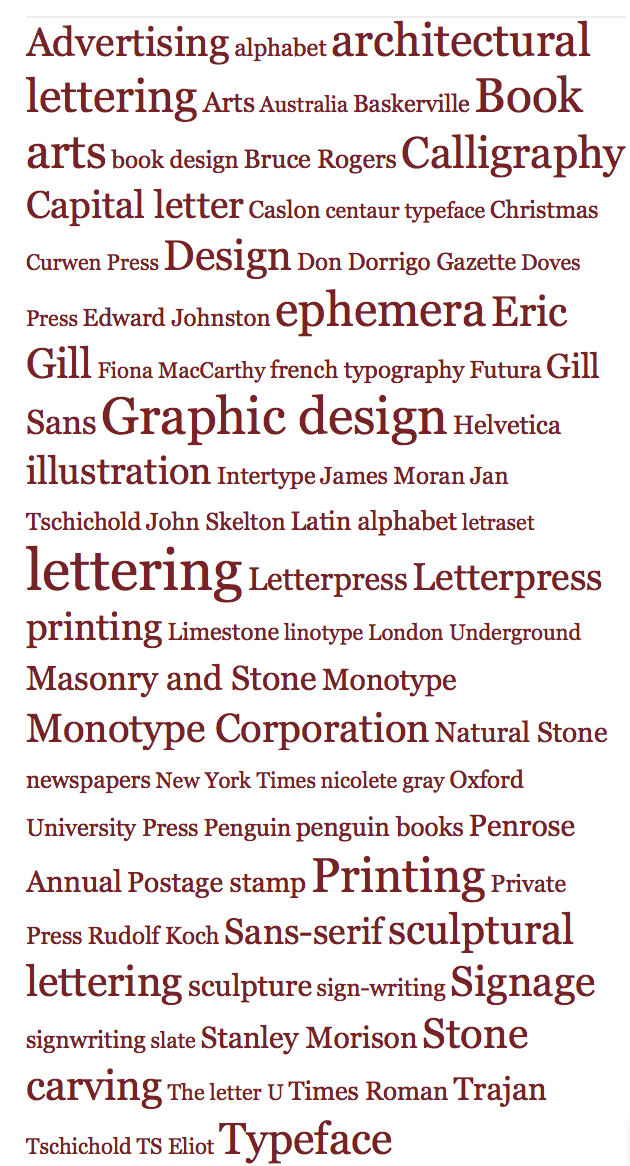 Advertising alphabet architectural
lettering Arts Australia Baskerville Book
arts book design Bruce Rogers Calligraphy
Capital letter Caslon centaur typeface Christmas
Curwen Press Design Don Dorrigo Gazette Doves
Press Edward Johnston ephemera Eric
Gill Fiona MacCarthy french typography Futura Gill
Sans Graphic design Helvetica
illustration Intertype James Moran Jan
Tschichold John Skelton Latin alphabet letraset
lettering Letterpress Letterpress
printing Limestone linotype London Underground
Masonry and Stone Monotype
Monotype Corporation Natural Stone
newspapers New York Times nicolete gray Oxford
University Press Penguin penguin books Penrose
Annual Postage stamp Printing Private
Press Rudolf Koch Sans-serif sculptural
lettering sculpture sign-writing Signage
signwriting slate Stanley Morison Stone
carving The letter U Times Roman Trajan
Tschichold TS Eliot Typeface